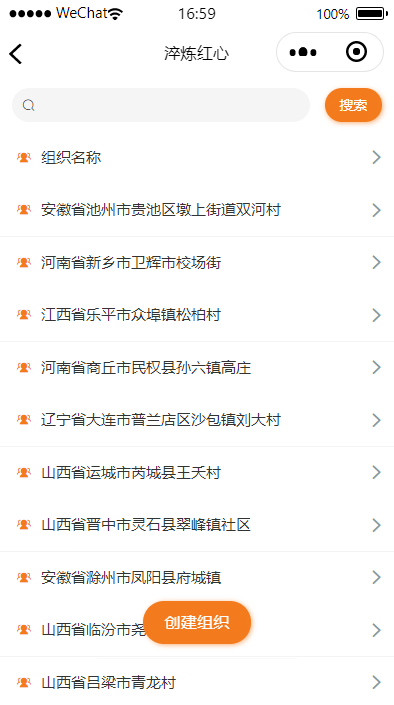 WeChat 16:59 100%
淬炼红心
搜索
组织名称
安徽省池州市贵池区墩上街道双河村
河南省新乡市卫辉市校场街
江西省乐平市众埠镇松柏村
河南省商丘市民权县孙六镇高庄
辽宁省大连市普兰店区沙包镇刘大村
山西省运城市芮城县王夭村
山西省晋中市灵石县翠峰镇社区
安徽省滁州市凤阳县府城镇
山西省临汾市尧
创建组织
山西省吕梁市青龙村